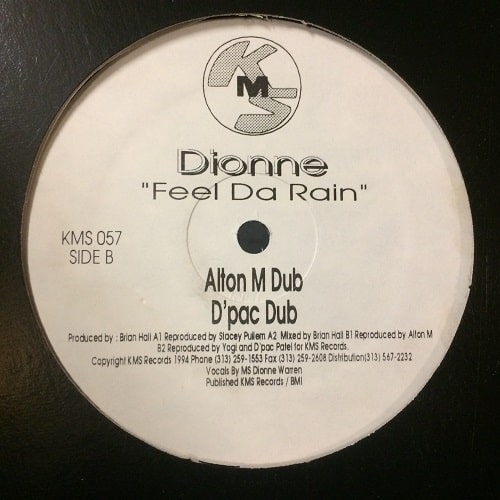 KMS
Dionne
"Feel Da Rain"
KMS 057
SIDE B
Alton M Dub
D'pac Dub
Produced by : Brian Hall A1 Reproduced by Stacey Pullem A2 Mixed by Brian Hall B1 Reproduced by Alton M
B2 Reproduced by Yogi and D'pac Patel for KMS Records.
Copyright KMS Records 1994 Phone (313) 259-1553 Fax (313) 259-2608 Distribution(313) 567-2232
Vocals By MS Dionne Warren
Published KMS Records / BMI